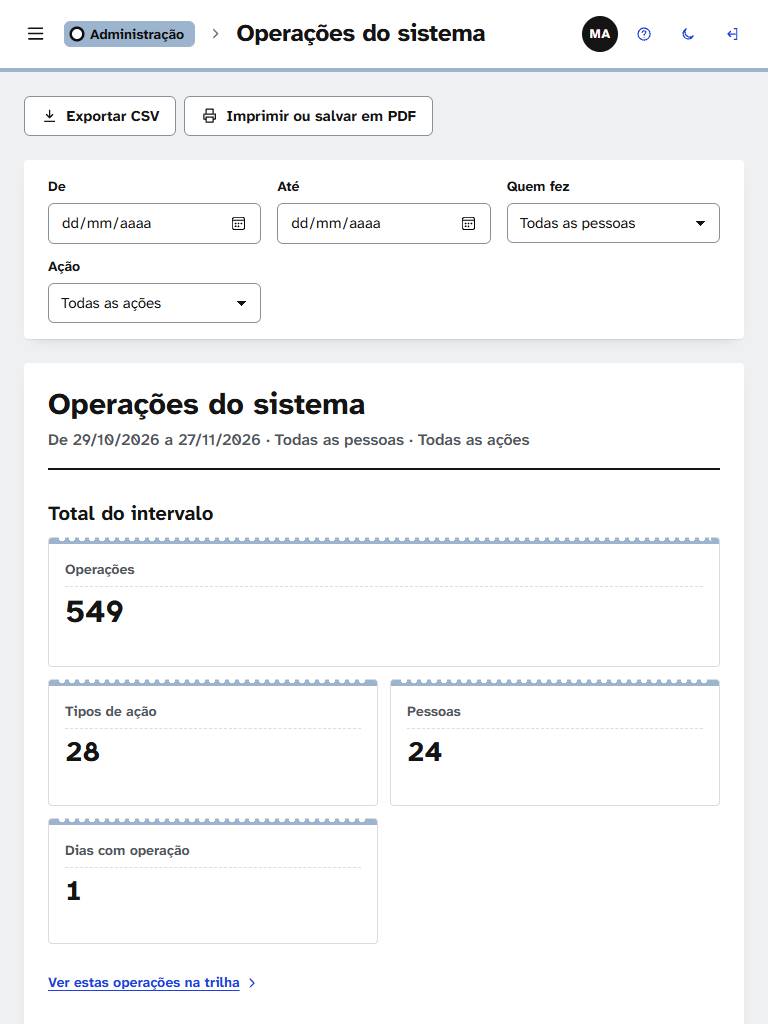 Administração
Operações do sistema
MA
Exportar CSV
Imprimir ou salvar em PDF
De
Até
Quem fez
dd/mm/aaaa
dd/mm/aaaa
Todas as pessoas
Ação
Todas as ações
Operações do sistema
De 29/10/2026 a 27/11/2026 · Todas as pessoas · Todas as ações
Total do intervalo
Operações
549
Tipos de ação
Pessoas
28
24
Dias com operação
1
Ver estas operações na trilha